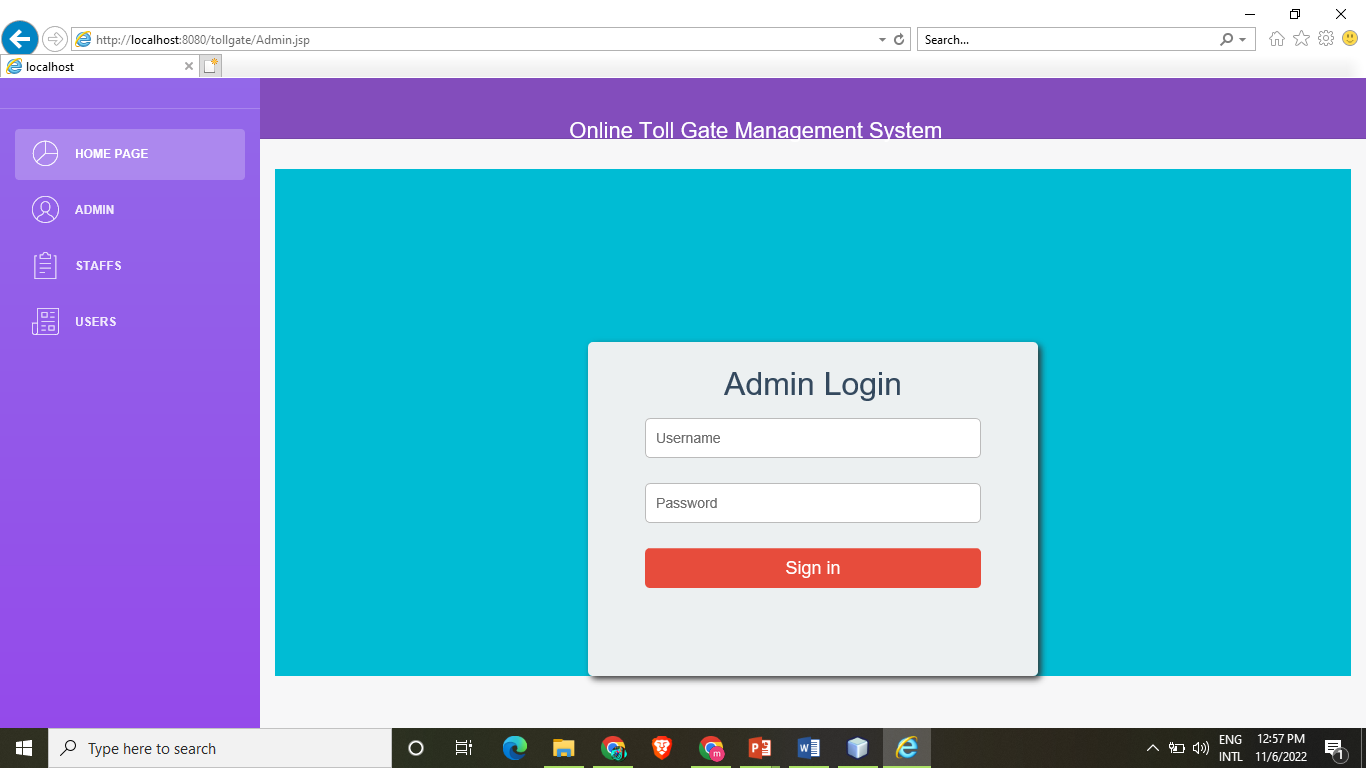 http://localhost:8080/tollgate/Admin.jsp
Search...
localhost
Online Toll Gate Management System
HOME PAGE
ADMIN
STAFFS
USERS
Admin Login
Username
Password
Sign in
Type here to search
ENG
INTL
12:57 PM
11/6/2022
1